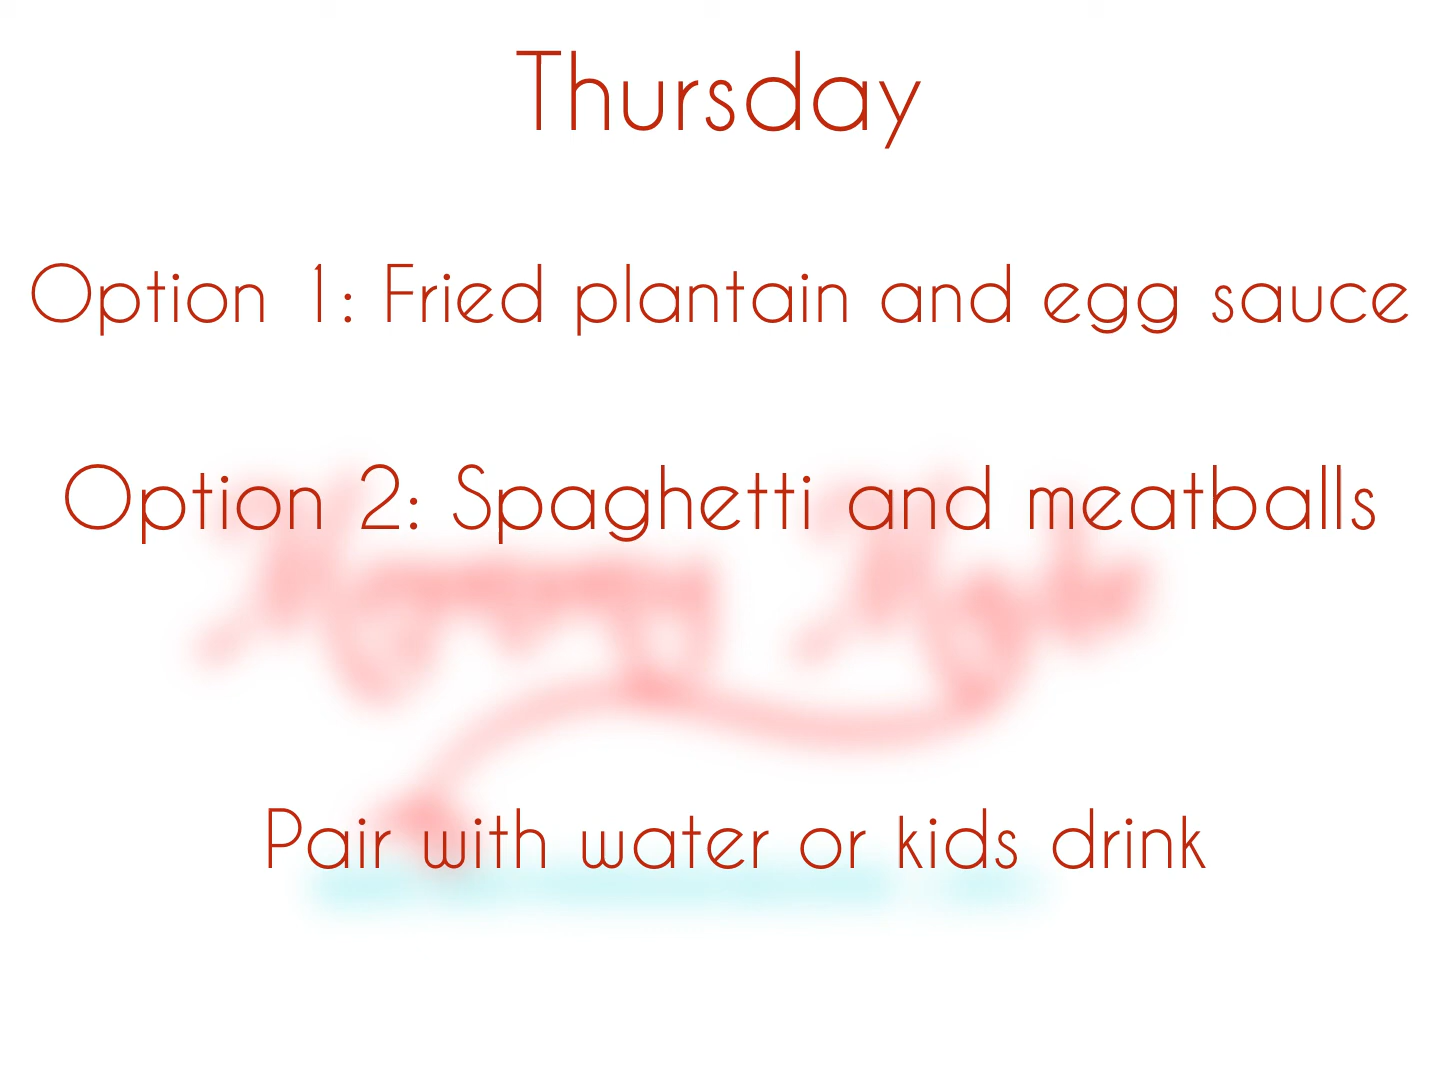 Thursday
Option 1: Fried plantain and egg sauce
Option 2: Spaghetti and meatballs
Pair with water or kids drink